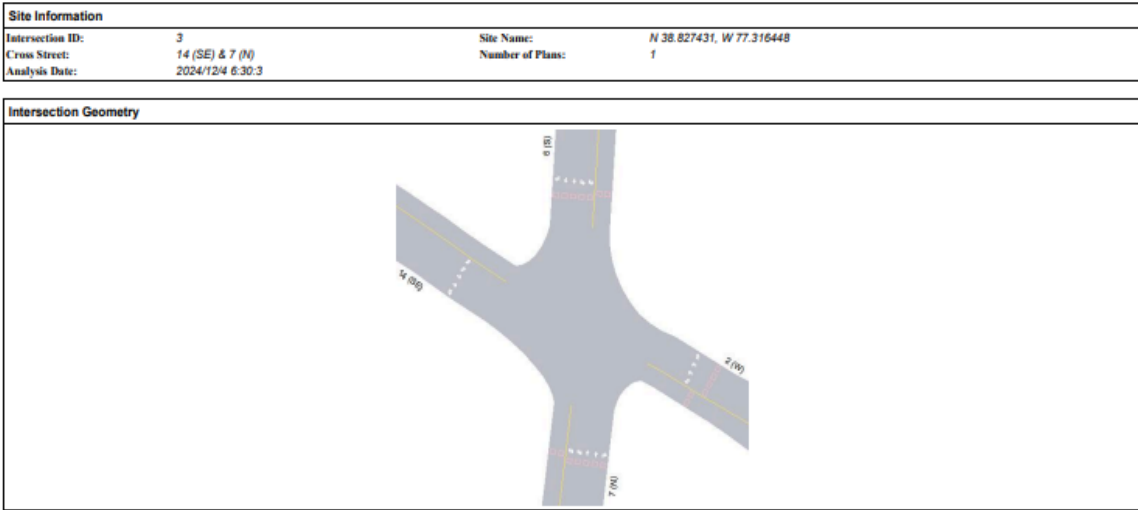 Site Information
Intersection ID: 3 Site Name: N 38.827431, W 77.316448
Cross Street: 14 (SE) & 7 (N) Number of Plans: 1
Analysis Date: 2024/12/4 6:30:3
Intersection Geometry
6 (S)
14 (SE)
2 (W)
7 (N)